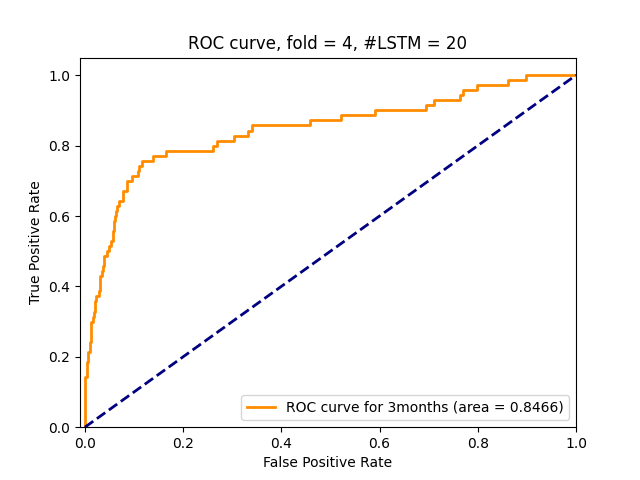 ROC curve, fold = 4, #LSTM = 20
True Positive Rate
1.0
0.8
0.6
0.4
0.2
0.0
ROC curve for 3months (area = 0.8466)
0.0 0.2 0.4 0.6 0.8 1.0
False Positive Rate